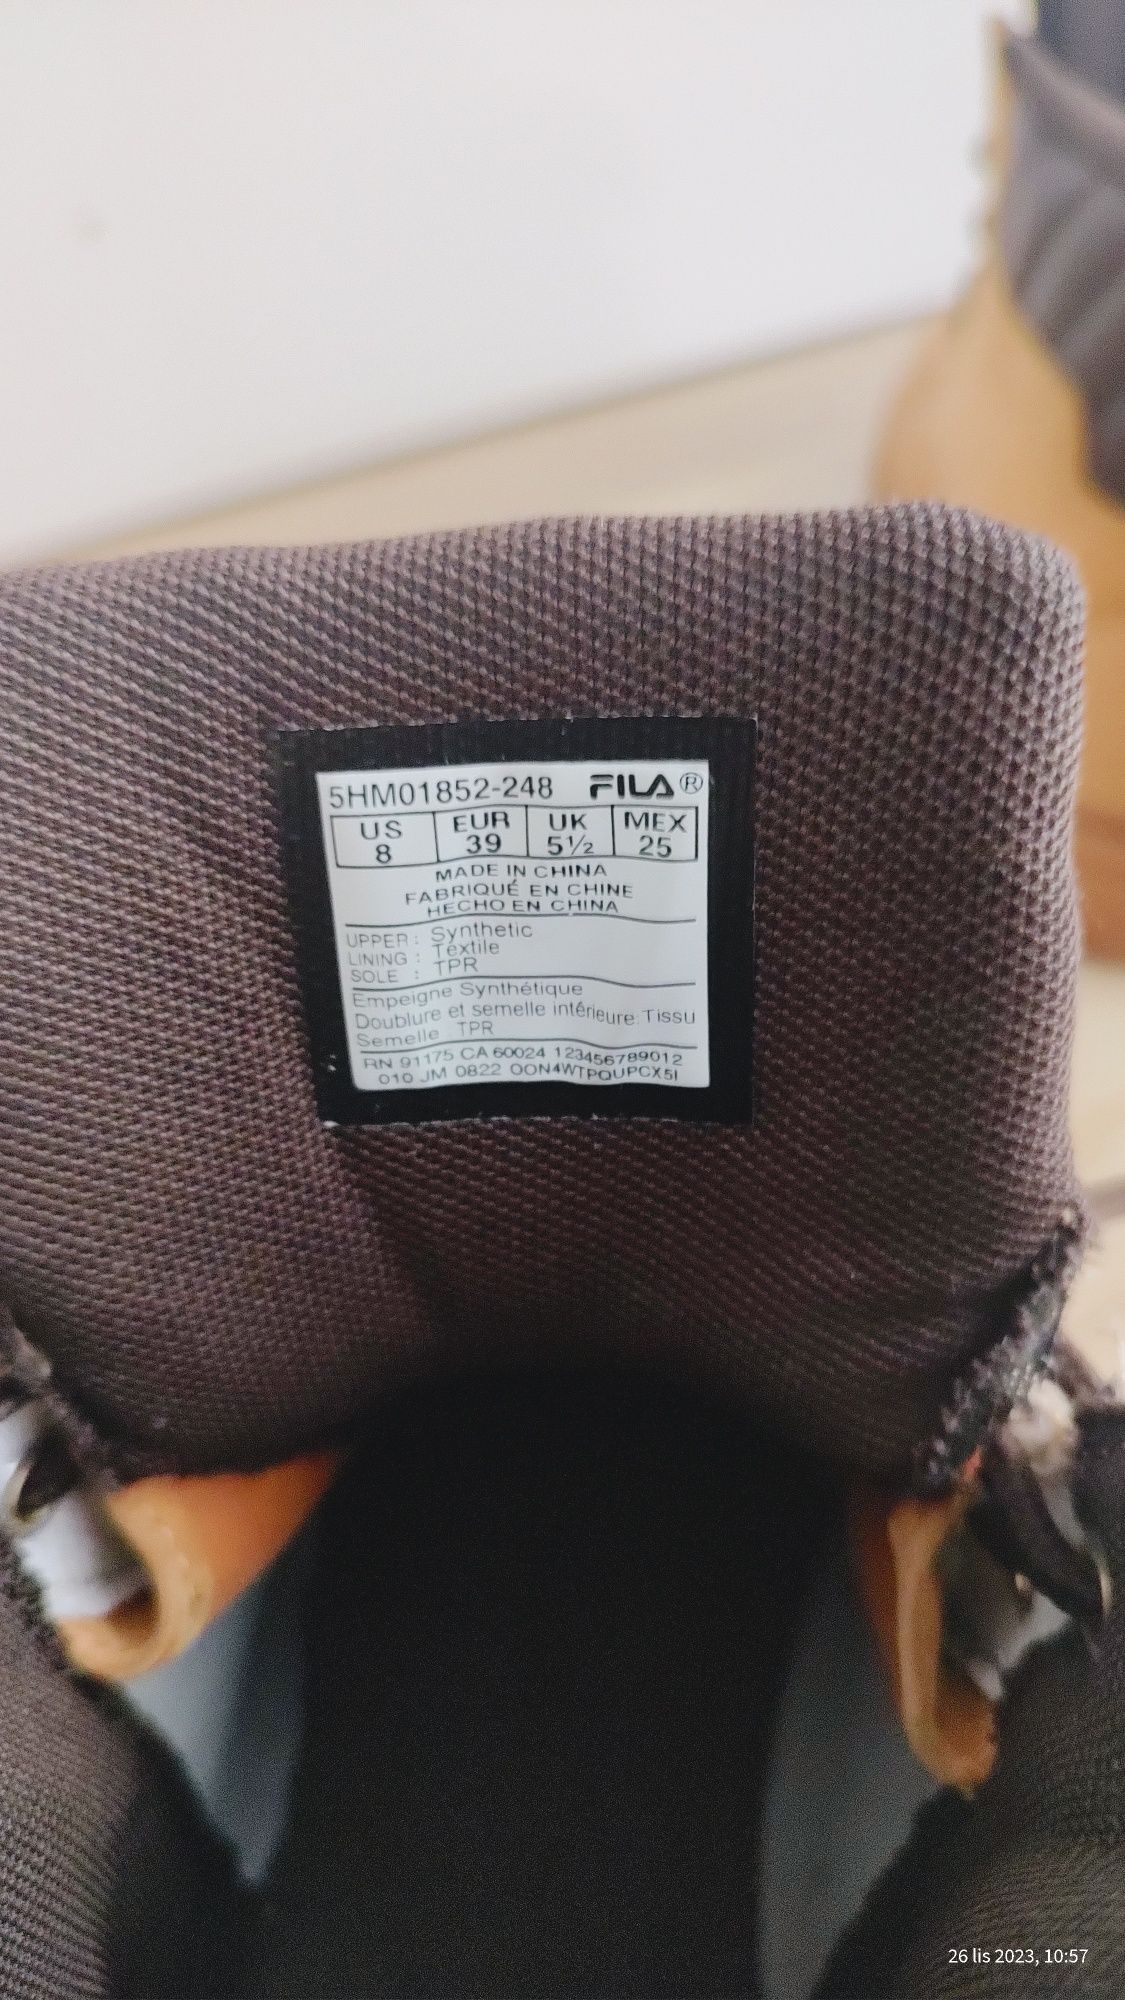 5HM01852-248 FILA®
US EUR UK MEX
8 39 5½ 25
MADE IN CHINA
FABRIQUÉ EN CHINE
HECHO EN CHINA
UPPER : Synthetic
LINING : Textile
SOLE : TPR
Empeigne Synthétique
Doublure et semelle intérieure:Tissu
Semelle : TPR
RN 91175 CA 60024 123456789012
010 JM 0822 OON4WTPQUPCX5I
26 lis 2023, 10:57